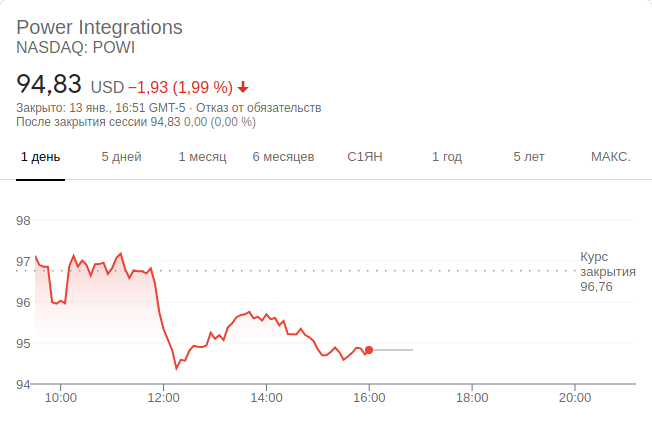 Power Integrations
NASDAQ: POWI
94,83 USD −1,93 (1,99 %)
Закрыто: 13 янв., 16:51 GMT-5 · Отказ от обязательств
После закрытия сессии 94,83 0,00 (0,00 %)
1 день 5 дней 1 месяц 6 месяцев С1ЯН 1 год 5 лет МАКС.
98
97
96
95
94
Курс
закрытия
96,76
10:00 12:00 14:00 16:00 18:00 20:00